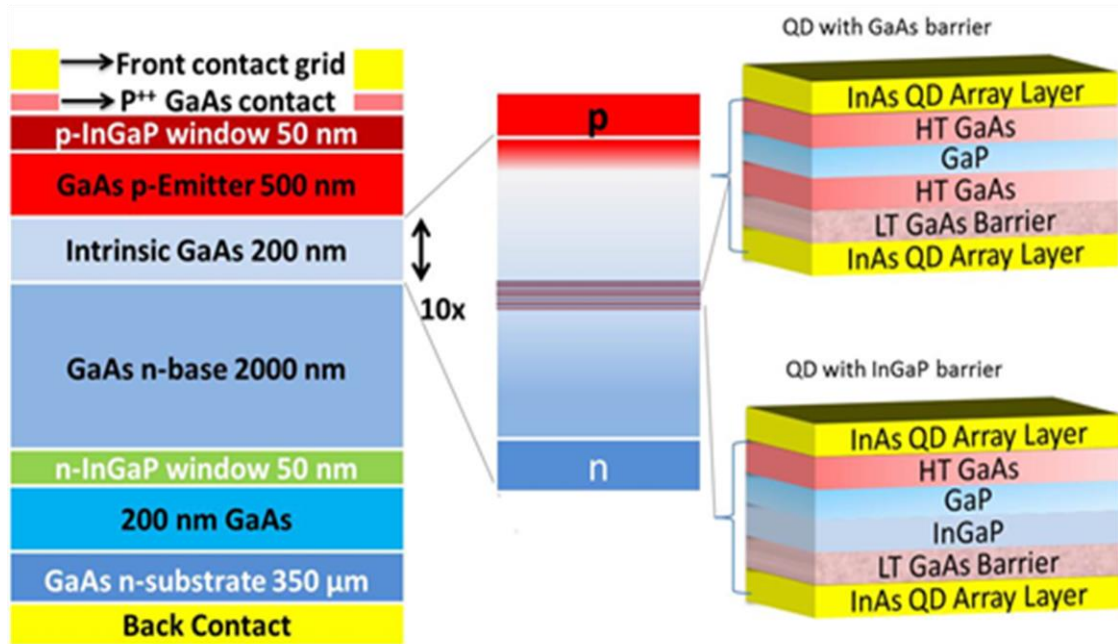 Front contact grid
P++ GaAs contact
p-InGaP window 50 nm
GaAs p-Emitter 500 nm
Intrinsic GaAs 200 nm
10x
GaAs n-base 2000 nm
n-InGaP window 50 nm
200 nm GaAs
GaAs n-substrate 350 μm
Back Contact
p
n
QD with GaAs barrier
InAs QD Array Layer
HT GaAs
GaP
HT GaAs
LT GaAs Barrier
InAs QD Array Layer
QD with InGaP barrier
InAs QD Array Layer
HT GaAs
GaP
InGaP
LT GaAs Barrier
InAs QD Array Layer